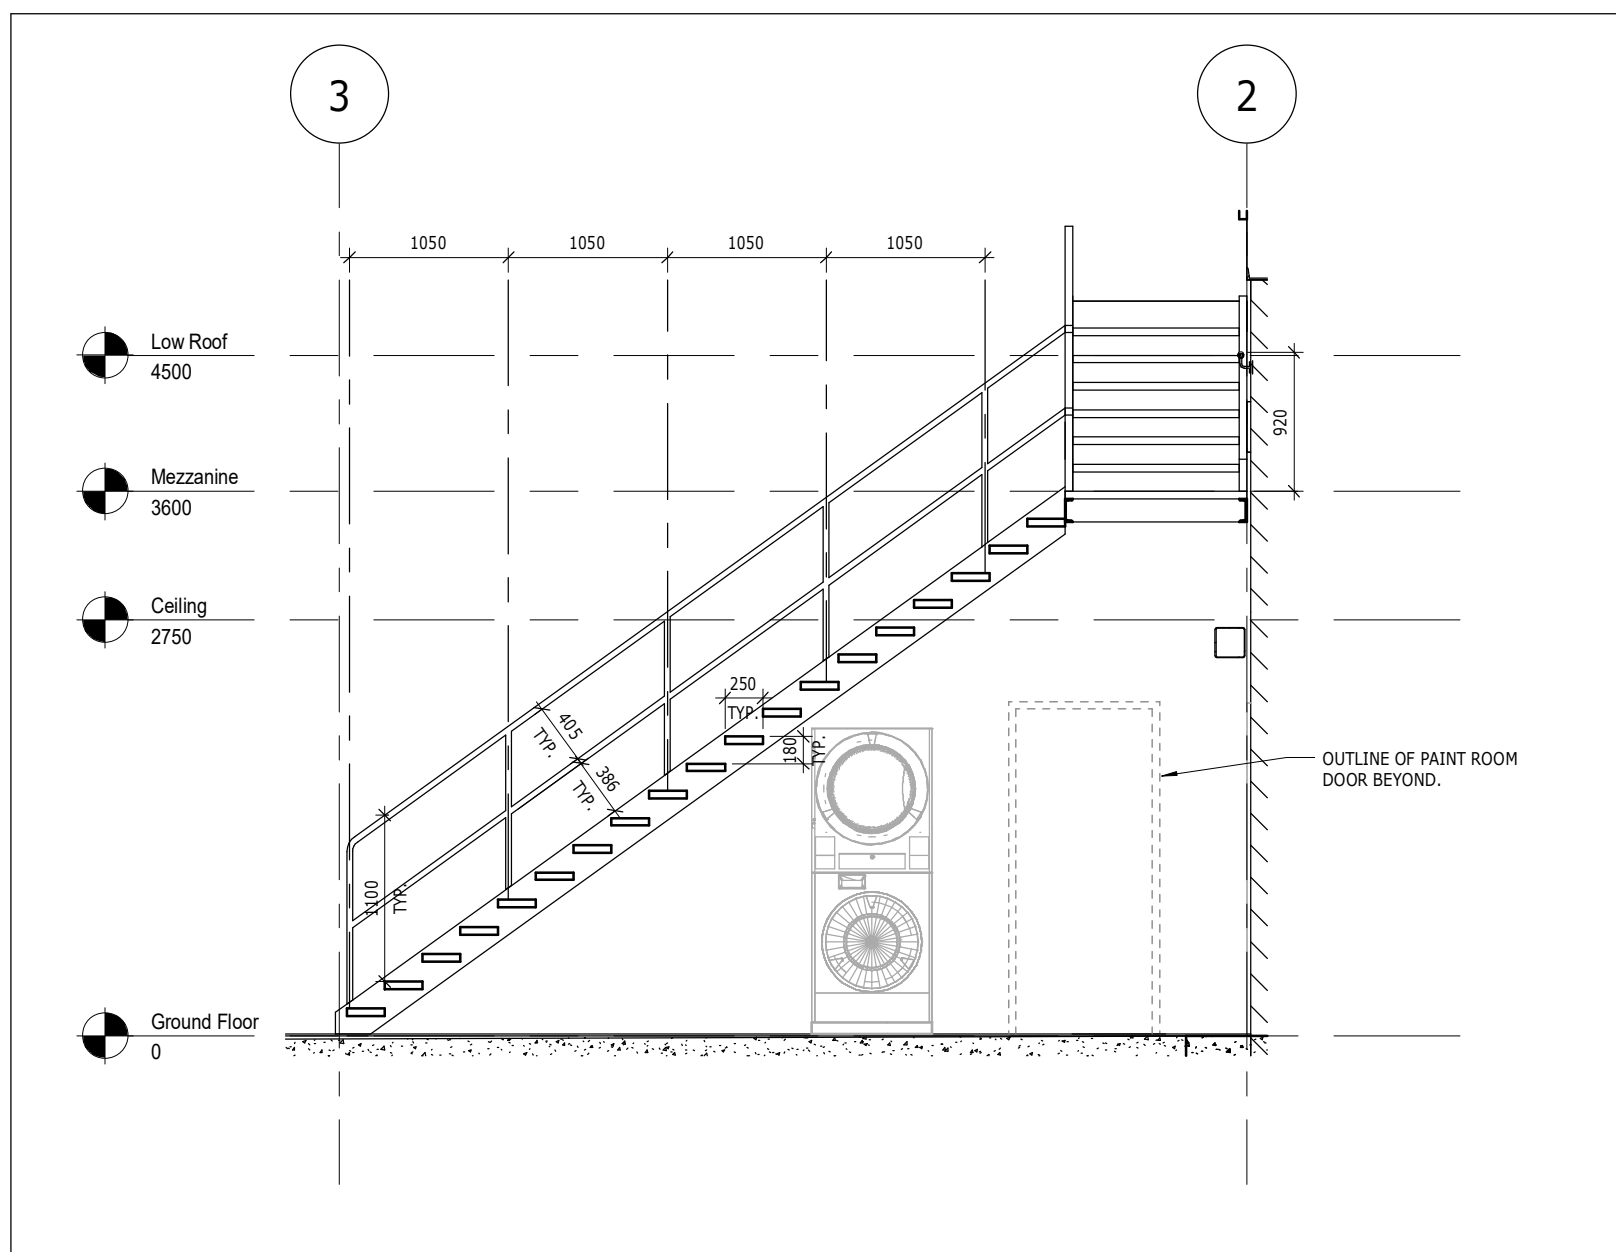 3
2
1050
1050
1050
1050
Low Roof
4500
Mezzanine
3600
920
Ceiling
2750
250
TYP.
405
TYP.
386
TYP.
180
TYP.
OUTLINE OF PAINT ROOM
DOOR BEYOND.
1100
TYP.
Ground Floor
0